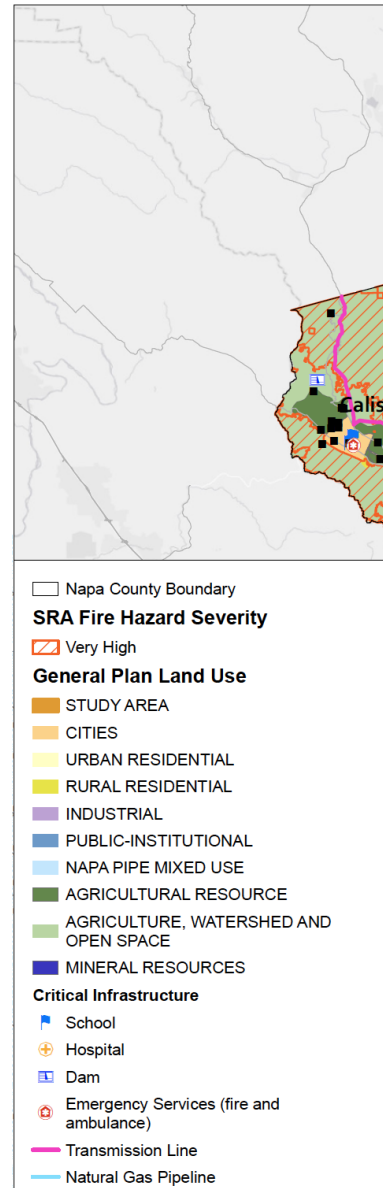 Calis
Napa County Boundary
SRA Fire Hazard Severity
Very High
General Plan Land Use
STUDY AREA
CITIES
URBAN RESIDENTIAL
RURAL RESIDENTIAL
INDUSTRIAL
PUBLIC-INSTITUTIONAL
NAPA PIPE MIXED USE
AGRICULTURAL RESOURCE
AGRICULTURE, WATERSHED AND
OPEN SPACE
MINERAL RESOURCES
Critical Infrastructure
School
Hospital
Dam
Emergency Services (fire and
ambulance)
Transmission Line
Natural Gas Pipeline